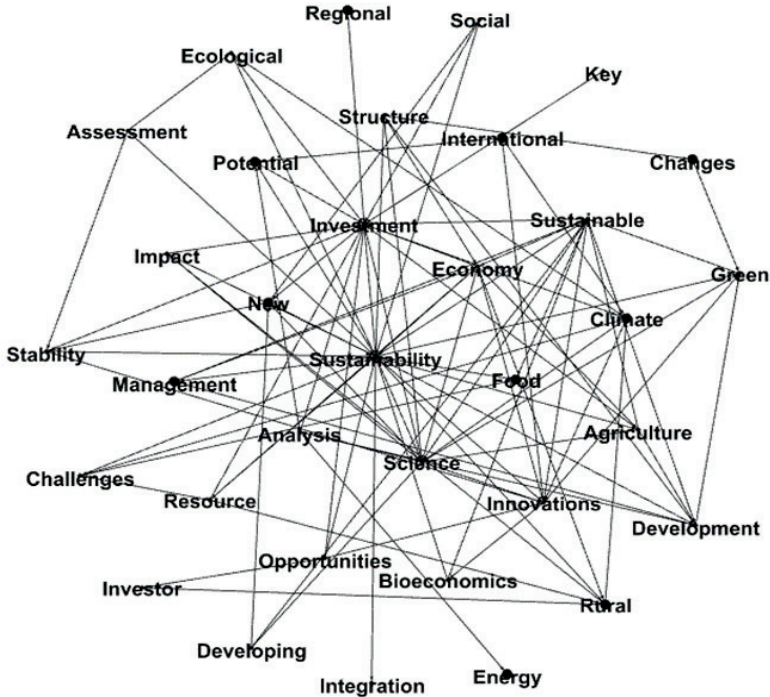 Regional
Social
Ecological
Key
Structure
Assessment
International
Potential
Changes
Investment
Sustainable
Impact
Economy
Green
New
Climate
Stability
Sustainability
Management
Food
Analysis
Agriculture
Science
Challenges
Resource
Innovations
Development
Opportunities
Bioeconomics
Investor
Rural
Developing
Energy
Integration